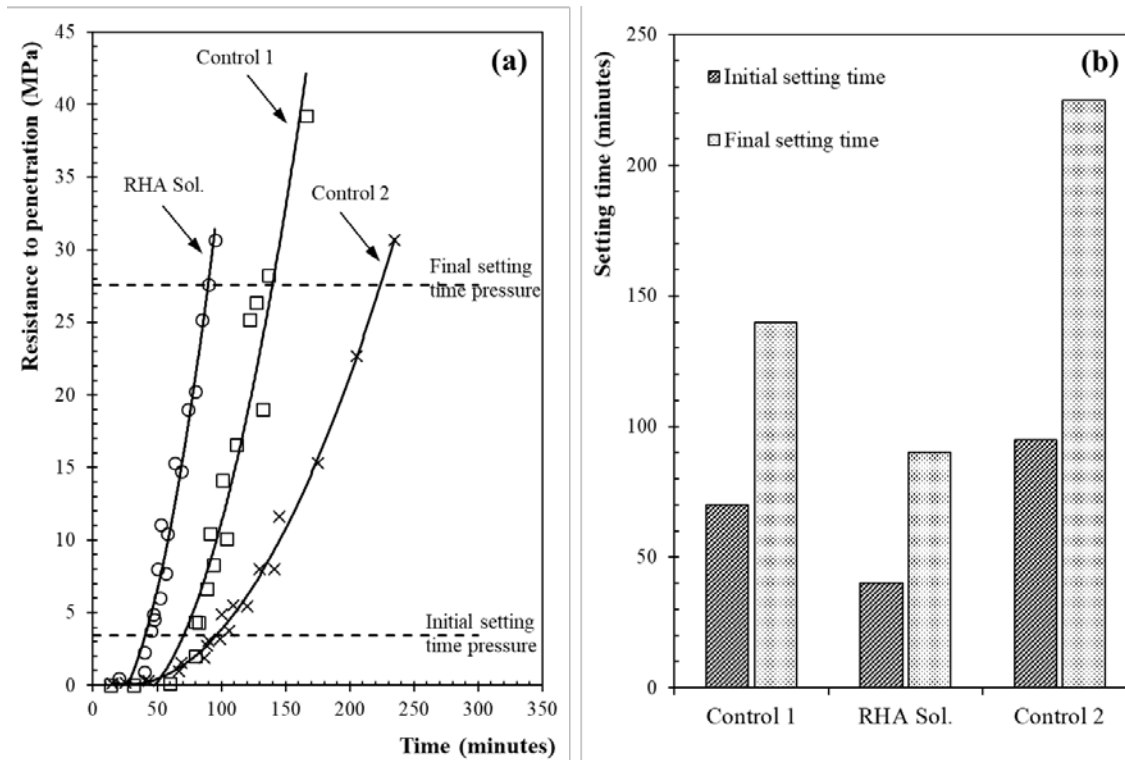 (a)
Resistance to penetration (MPa)
45
40
35
30
25
20
15
10
5
0
Control 1
RHA Sol.
Control 2
Final setting
time pressure
Initial setting
time pressure
0 50 100 150 200 250 300 350
Time (minutes)
(b)
Setting time (minutes)
250
200
150
100
50
0
Initial setting time
Final setting time
Control 1 RHA Sol. Control 2